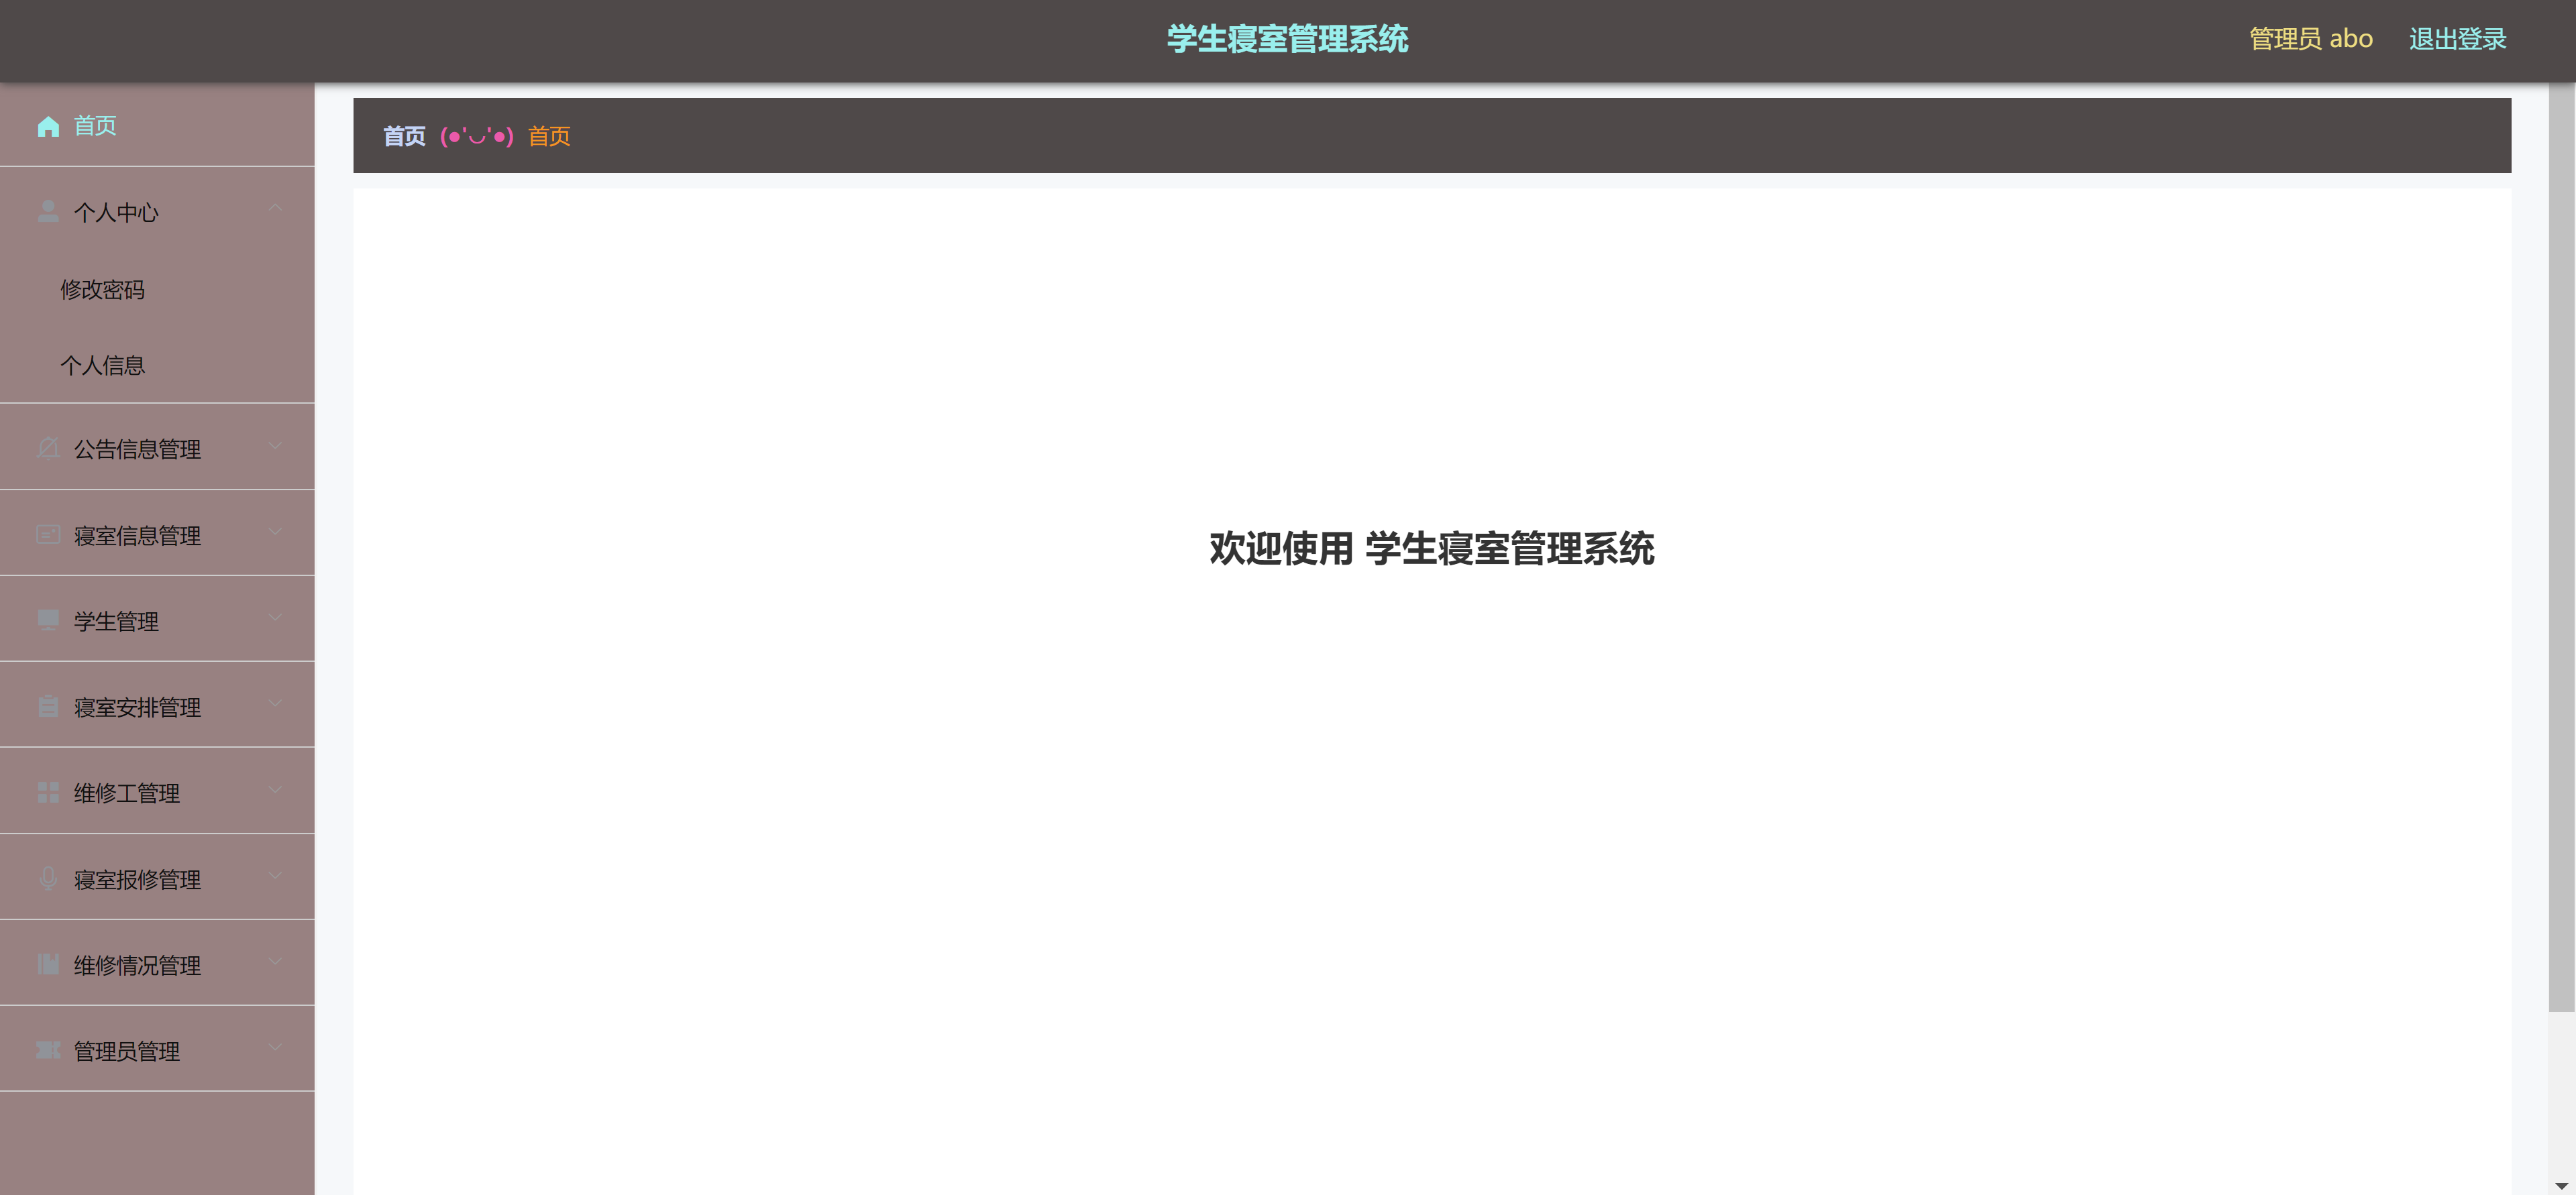 学生寝室管理系统
管理员 abo 退出登录
首页
个人中心
修改密码
个人信息
公告信息管理
寝室信息管理
学生管理
寝室安排管理
维修工管理
寝室报修管理
维修情况管理
管理员管理
首页 (●'◡'●) 首页
欢迎使用 学生寝室管理系统